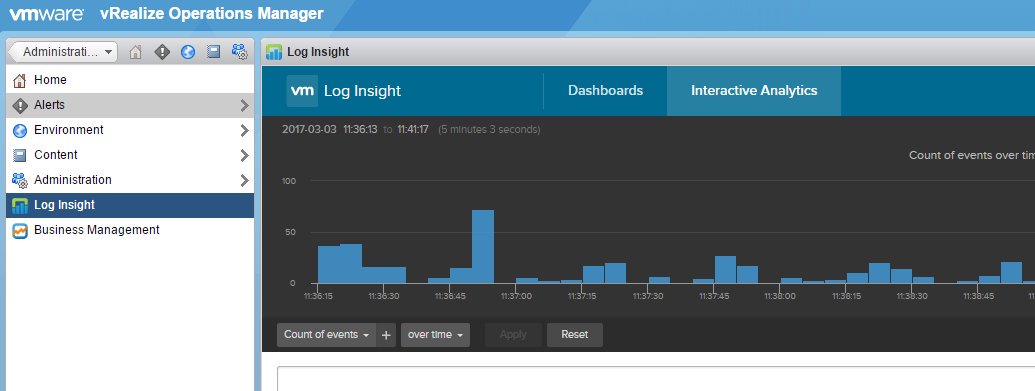 vmware vRealize Operations Manager
Administrati...
Log Insight
Home
Alerts
Environment
Content
Administration
Log Insight
Business Management
vm Log Insight
Dashboards
Interactive Analytics
2017-03-03 11:36:13 to 11:41:17 (5 minutes 3 seconds)
Count of events over tim
100
50
0
11:36:15 11:36:30 11:36:45 11:37:00 11:37:15 11:37:30 11:37:45 11:38:00 11:38:15 11:38:30 11:38:45
Count of events + over time Apply Reset